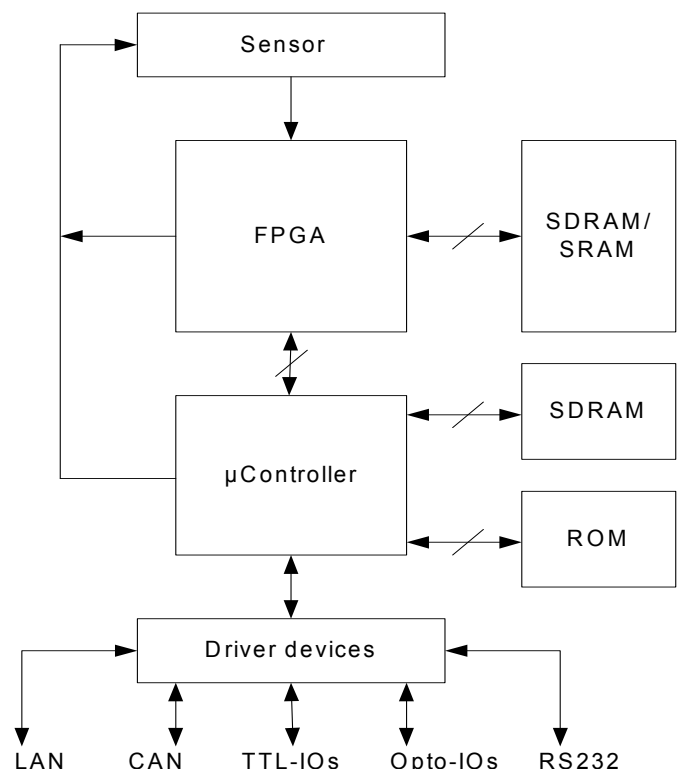 Sensor
FPGA
SDRAM/
SRAM
SDRAM
µController
ROM
Driver devices
LAN CAN TTL-IOs Opto-IOs RS232